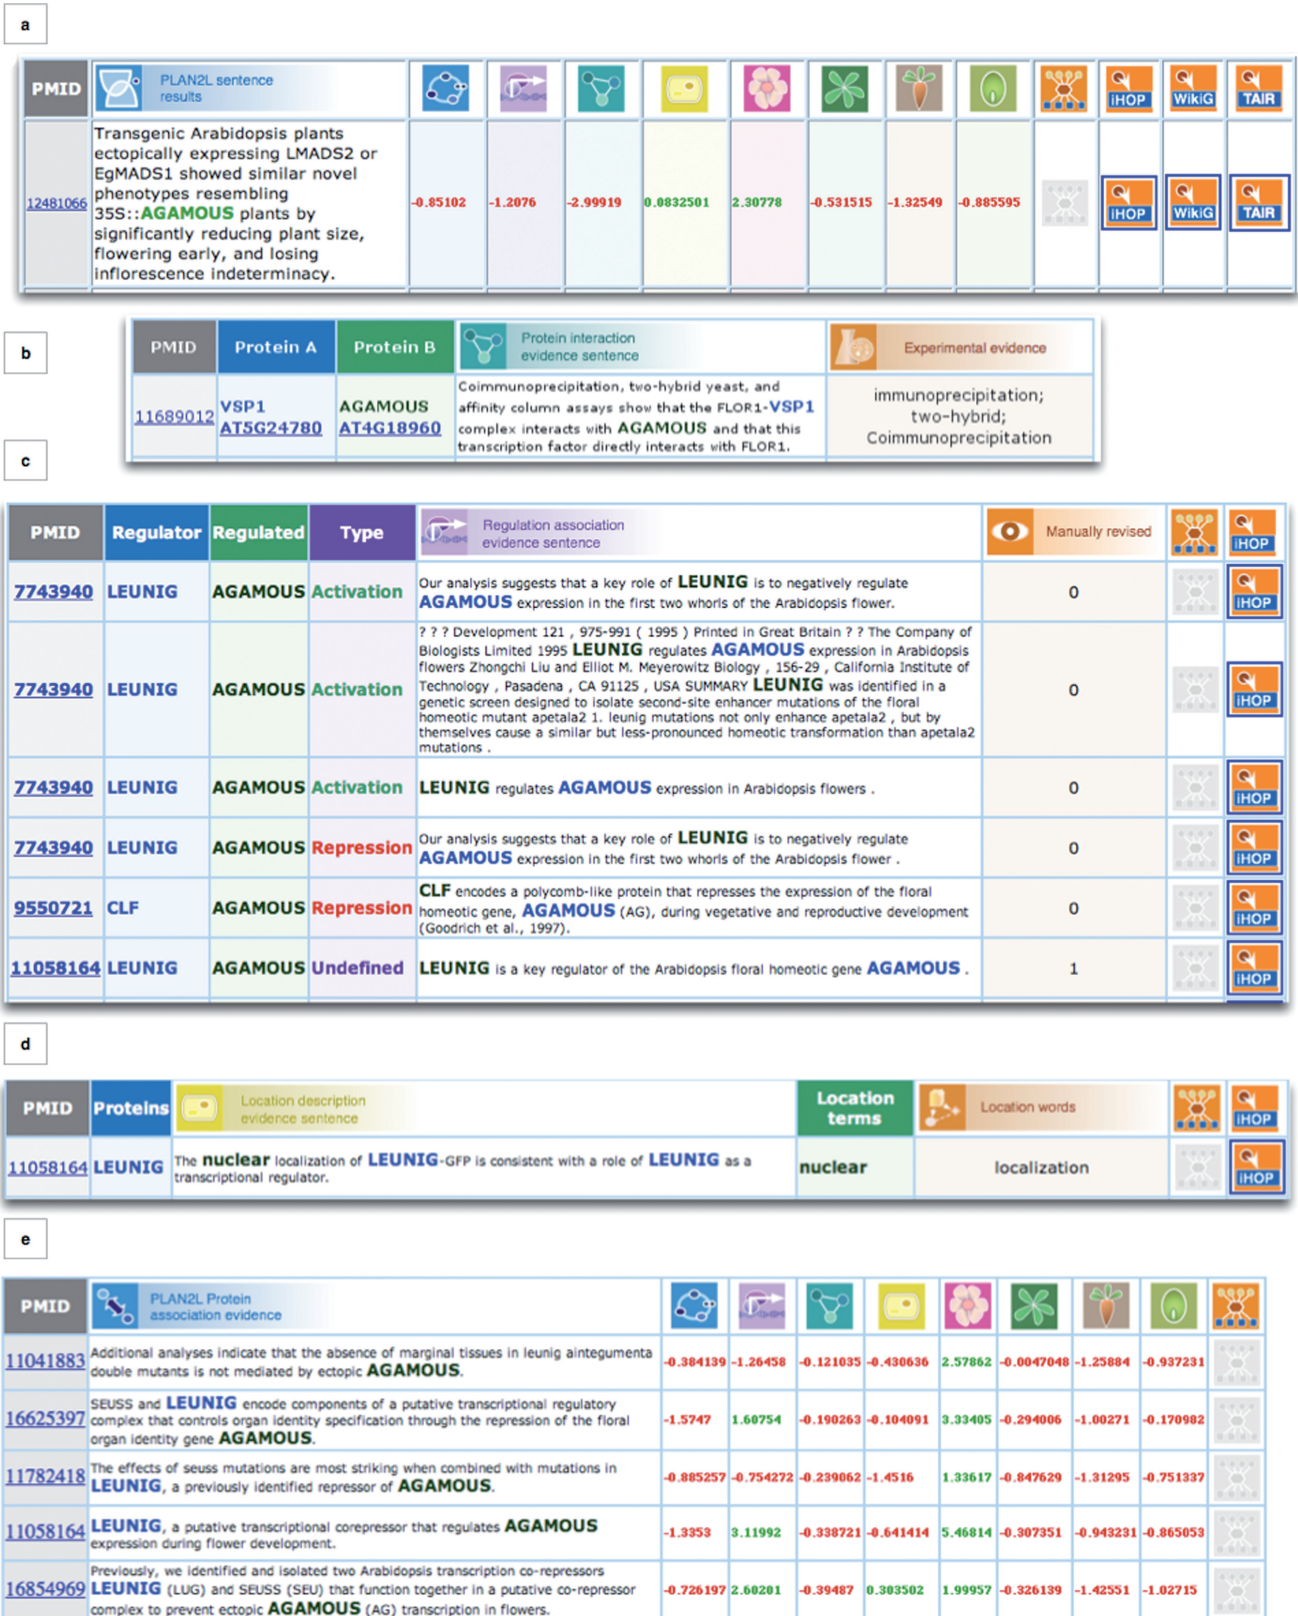 a
PMID PLAN2L sentence
results
iHOP WikiG TAIR
12481066
Transgenic Arabidopsis plants
ectopically expressing LMADS2 or
EgMADS1 showed similar novel
phenotypes resembling
35S::AGAMOUS plants by
significantly reducing plant size,
flowering early, and losing
inflorescence indeterminacy.
-0.85102 -1.2076 -2.99919 0.0832501 2.30778 -0.531515 -1.32549 -0.885595
iHOP WikiG TAIR
b
PMID Protein A Protein B Protein interaction
evidence sentence
Experimental evidence
11689012
VSP1
AT5G24780
AGAMOUS
AT4G18960
Coimmunoprecipitation, two-hybrid yeast, and
affinity column assays show that the FLOR1-VSP1
complex interacts with AGAMOUS and that this
transcription factor directly interacts with FLOR1.
immunoprecipitation;
two-hybrid;
Coimmunoprecipitation
c
PMID Regulator Regulated Type Regulation association
evidence sentence
Manually revised iHOP
7743940 LEUNIG AGAMOUS Activation
Our analysis suggests that a key role of LEUNIG is to negatively regulate
AGAMOUS expression in the first two whorls of the Arabidopsis flower.
0 iHOP
7743940 LEUNIG AGAMOUS Activation
? ? ? Development 121 , 975-991 ( 1995 ) Printed in Great Britain ? ? The Company of
Biologists Limited 1995 LEUNIG regulates AGAMOUS expression in Arabidopsis
flowers Zhongchi Liu and Elliot M. Meyerowitz Biology , 156-29 , California Institute of
Technology , Pasadena , CA 91125 , USA SUMMARY LEUNIG was identified in a
genetic screen designed to isolate second-site enhancer mutations of the floral
homeotic mutant apetala2 1. leunig mutations not only enhance apetala2 , but by
themselves cause a similar but less-pronounced homeotic transformation than apetala2
mutations .
0 iHOP
7743940 LEUNIG AGAMOUS Activation LEUNIG regulates AGAMOUS expression in Arabidopsis flowers . 0 iHOP
7743940 LEUNIG AGAMOUS Repression
Our analysis suggests that a key role of LEUNIG is to negatively regulate
AGAMOUS expression in the first two whorls of the Arabidopsis flower .
0 iHOP
9550721 CLF AGAMOUS Repression
CLF encodes a polycomb-like protein that represses the expression of the floral
homeotic gene, AGAMOUS (AG), during vegetative and reproductive development
(Goodrich et al., 1997).
0 iHOP
11058164 LEUNIG AGAMOUS Undefined LEUNIG is a key regulator of the Arabidopsis floral homeotic gene AGAMOUS . 1 iHOP
d
PMID Proteins Location description
evidence sentence
Location
terms
Location words iHOP
11058164 LEUNIG
The nuclear localization of LEUNIG-GFP is consistent with a role of LEUNIG as a
transcriptional regulator.
nuclear localization iHOP
e
PMID PLAN2L Protein
association evidence
11041883
Additional analyses indicate that the absence of marginal tissues in leunig aintegumenta
double mutants is not mediated by ectopic AGAMOUS.
-0.384139 -1.26458 -0.121035 -0.430636 2.57862 -0.0047048 -1.25884 -0.937231
16625397
SEUSS and LEUNIG encode components of a putative transcriptional regulatory
complex that controls organ identity specification through the repression of the floral
organ identity gene AGAMOUS.
-1.5747 1.60754 -0.190263 -0.104091 3.33405 -0.294006 -1.00271 -0.170982
11782418
The effects of seuss mutations are most striking when combined with mutations in
LEUNIG, a previously identified repressor of AGAMOUS.
-0.885257 -0.754272 -0.239062 -1.4516 1.33617 -0.847629 -1.31295 -0.751337
11058164
LEUNIG, a putative transcriptional corepressor that regulates AGAMOUS
expression during flower development.
-1.3353 3.11992 -0.338721 -0.641414 5.46814 -0.307351 -0.943231 -0.865053
16854969
Previously, we identified and isolated two Arabidopsis transcription co-repressors
LEUNIG (LUG) and SEUSS (SEU) that function together in a putative co-repressor
complex to prevent ectopic AGAMOUS (AG) transcription in flowers.
-0.726197 2.60201 -0.39487 0.303502 1.99957 -0.326139 -1.42551 -1.02715